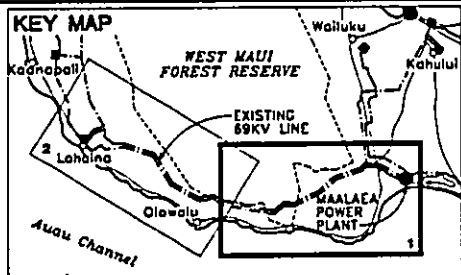 KEY MAP
Wailuku
Kaanapali
WEST MAUI
FOREST RESERVE
Kahului
EXISTING
69KV LINE
2
Lahaina
Olowalu
MAALAEA
POWER
PLANT
Auau Channel
1